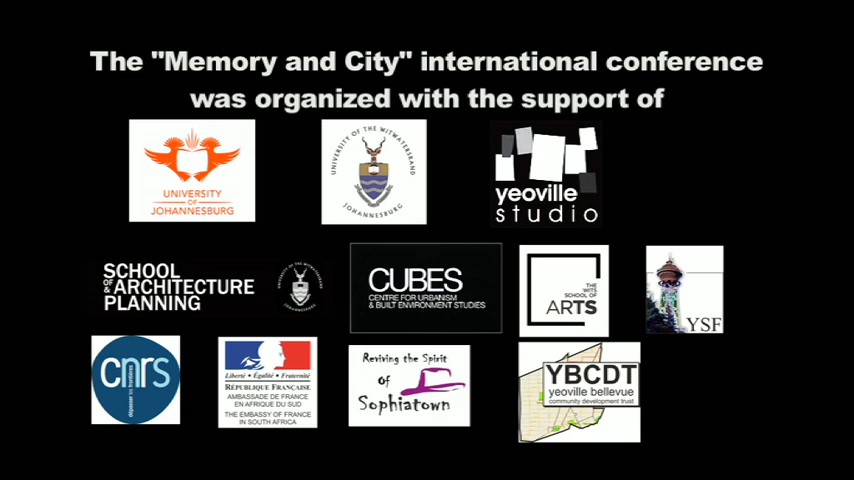 The "Memory and City" international conference
was organized with the support of
UNIVERSITY
OF
JOHANNESBURG
UNIVERSITY OF THE WITWATERSRAND
JOHANNESBURG
yeoville
studio
SCHOOL
OF ARCHITECTURE
& PLANNING
CUBES
CENTRE FOR URBANISM
& BUILT ENVIRONMENT STUDIES
THE
WITS
SCHOOL OF
ARTS
YSF
cnrs
dépasser les frontières
Liberté • Égalité • Fraternité
RÉPUBLIQUE FRANÇAISE
AMBASSADE DE FRANCE
EN AFRIQUE DU SUD
THE EMBASSY OF FRANCE
IN SOUTH AFRICA
Reviving the Spirit
of
Sophiatown
YBCDT
yeoville bellevue
community development trust